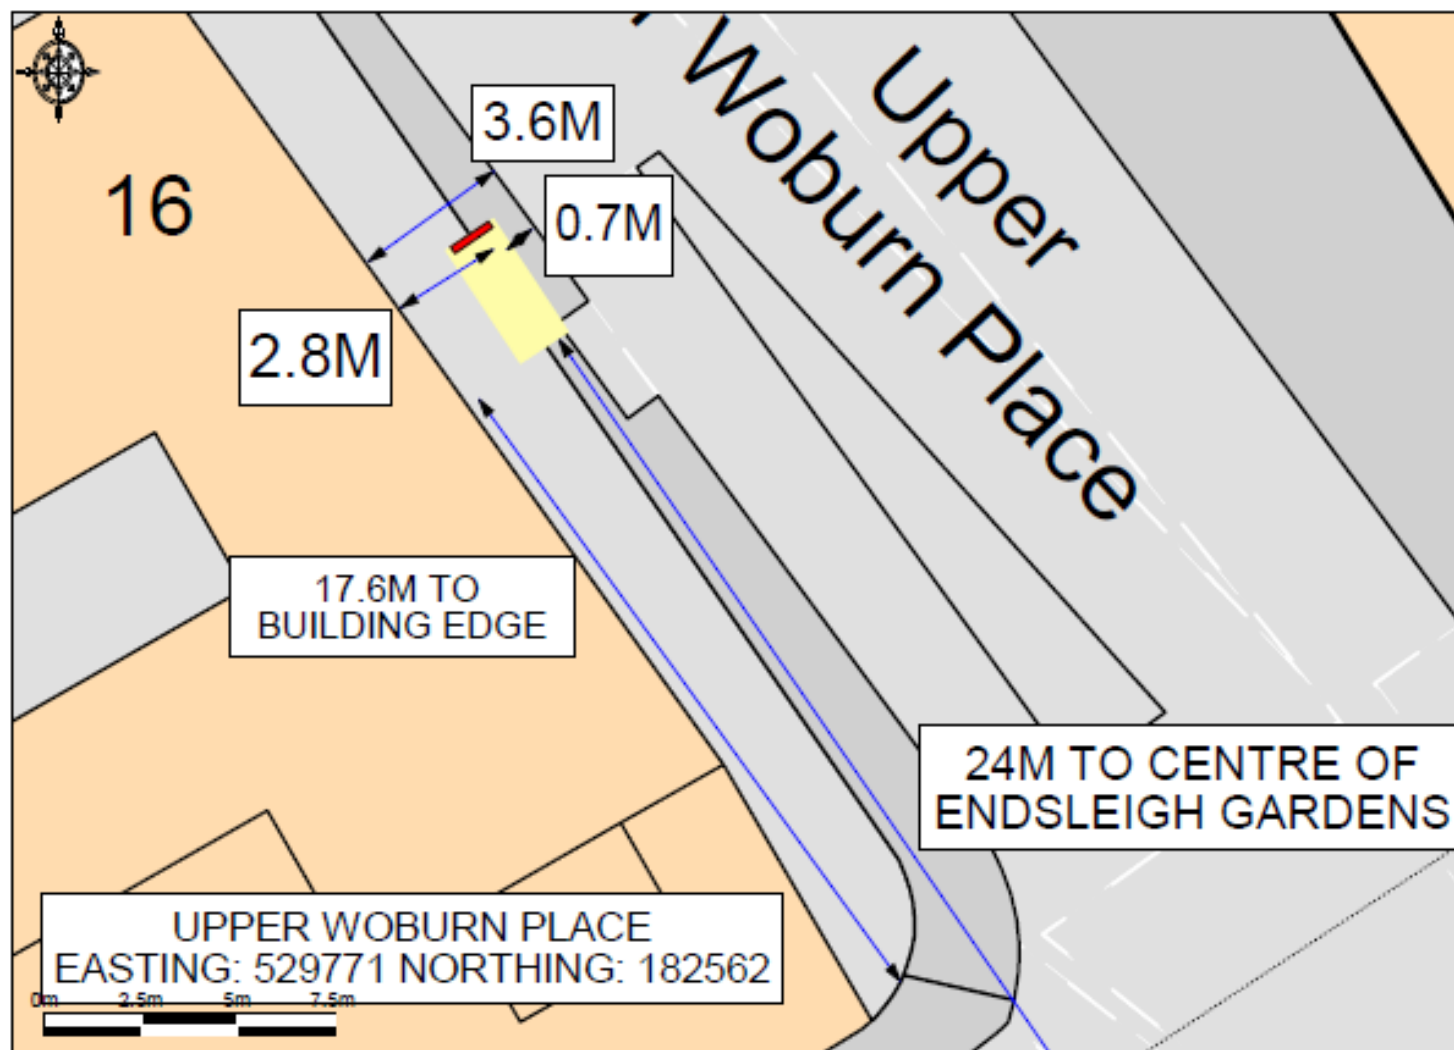 3.6M
Upper
Woburn Place
16
0.7M
2.8M
17.6M TO
BUILDING EDGE
24M TO CENTRE OF
ENDSLEIGH GARDENS
UPPER WOBURN PLACE
EASTING: 529771 NORTHING: 182562
0m 2.5m 5m 7.5m